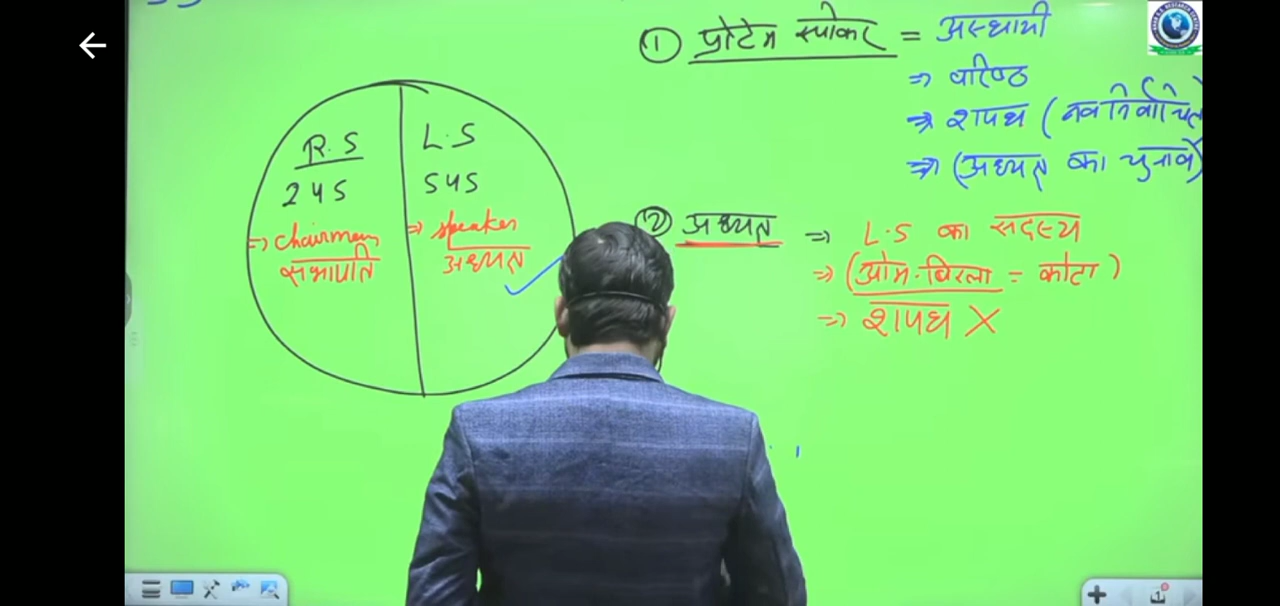 ① प्रोटेम स्पीकर = अस्थायी
⇒ वरिष्ठ
⇒ शपथ (नवनिर्वाचित
⇒ (अध्यक्ष का चुनाव)
R.S
245
⇒ chairman
सभापति
L.S
545
⇒ speaker
अध्यक्ष
② अध्यक्ष ⇒ L.S का सदस्य
⇒ (ओम.बिरला = कोटा)
⇒ शपथ X